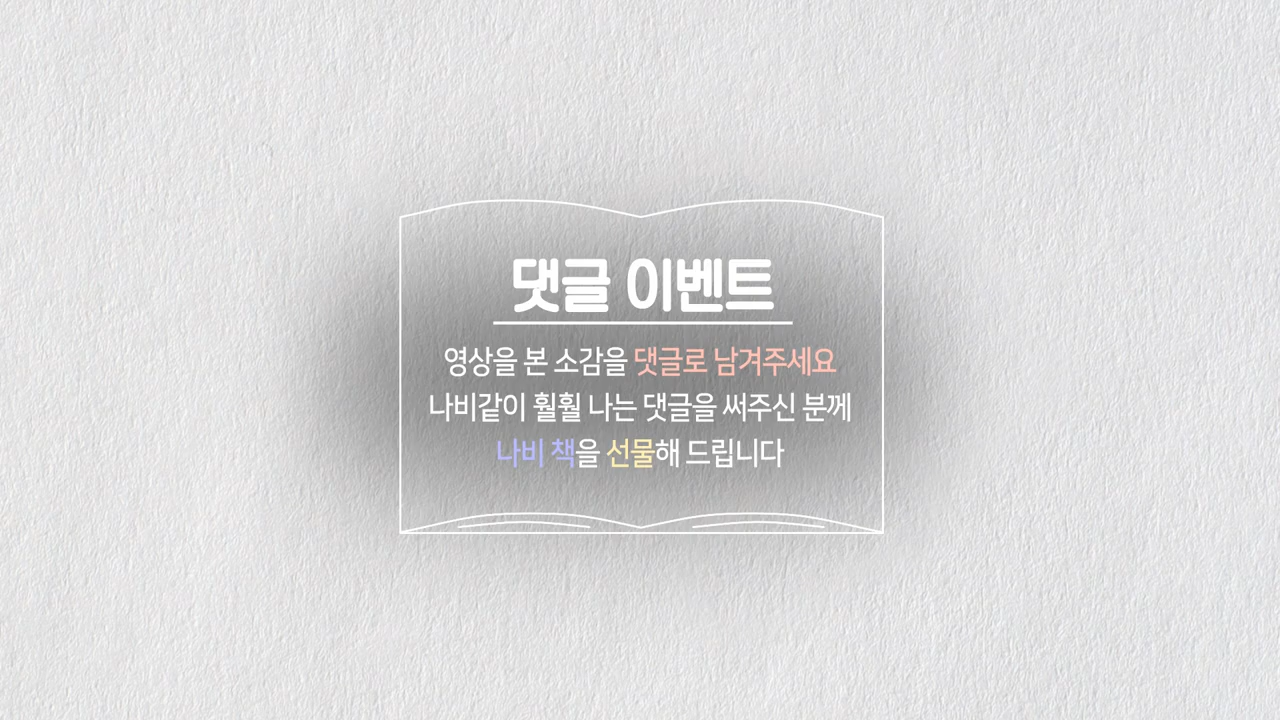 댓글 이벤트
영상을 본 소감을 댓글로 남겨주세요
나비같이 훨훨 나는 댓글을 써주신 분께
나비 책을 선물해 드립니다